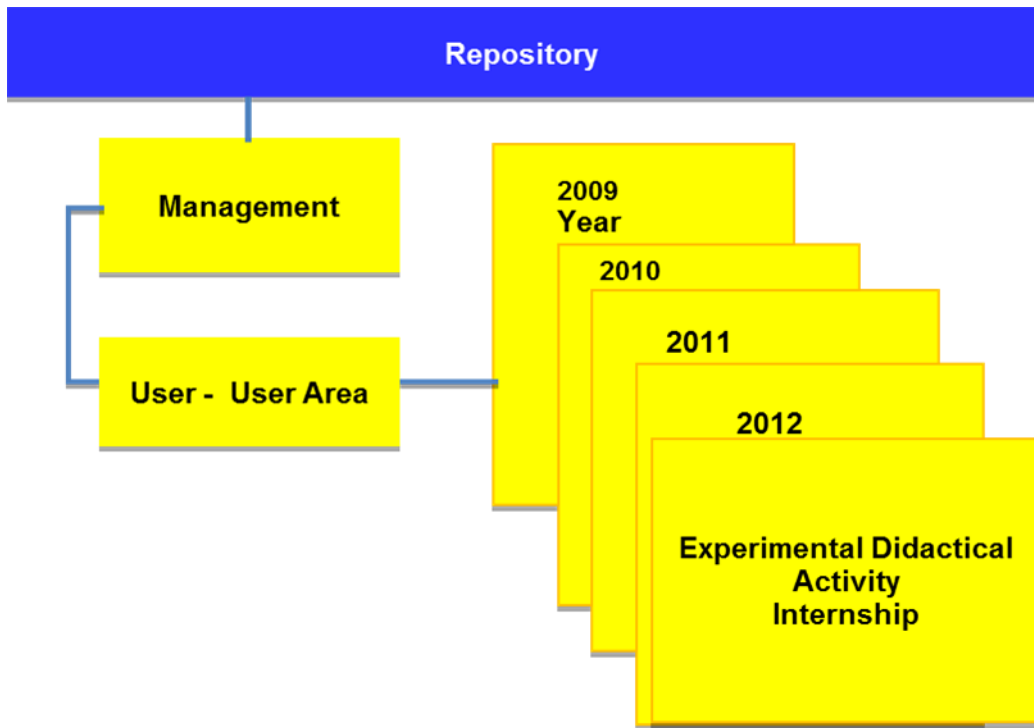 Repository
Management
User -  User Area
2009
Year
2010
2011
2012
Experimental Didactical
Activity
Internship